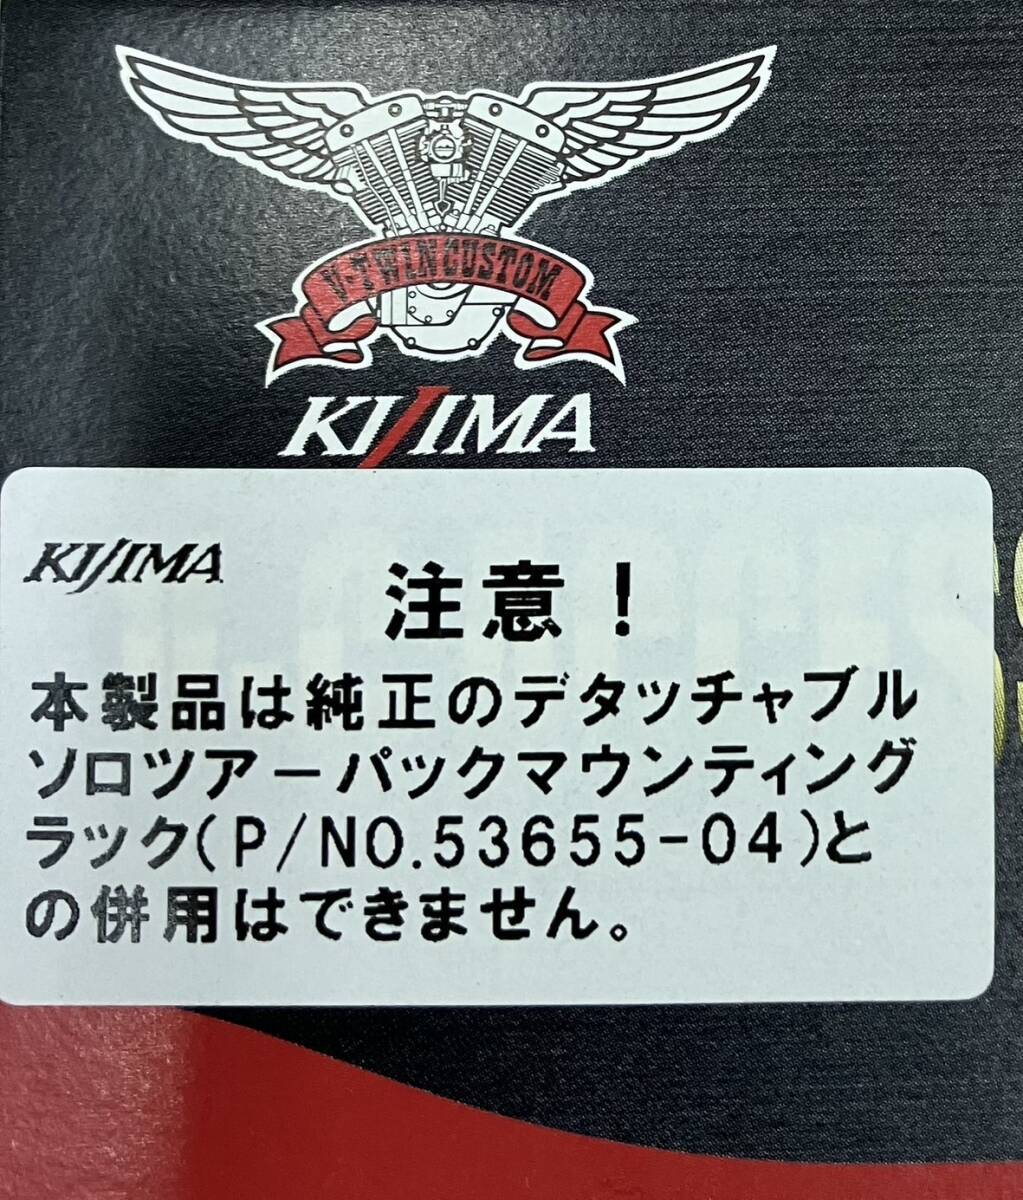 V-TWIN CUSTOM
KIJIMA
KIJIMA
注意！
本製品は純正のデタッチャブル
ソロツアーパックマウンティング
ラック(P/NO.53655-04)と
の併用はできません。